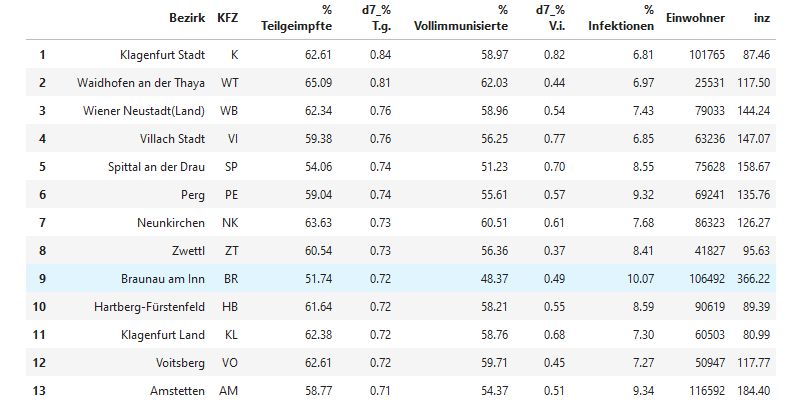 Bezirk KFZ % Teilgeimpfte d7_% T.g. % Vollimmunisierte d7_% V.i. % Infektionen Einwohner inz
1 Klagenfurt Stadt K 62.61 0.84 58.97 0.82 6.81 101765 87.46
2 Waidhofen an der Thaya WT 65.09 0.81 62.03 0.44 6.97 25531 117.50
3 Wiener Neustadt(Land) WB 62.34 0.76 58.96 0.54 7.43 79033 144.24
4 Villach Stadt VI 59.38 0.76 56.25 0.77 6.85 63236 147.07
5 Spittal an der Drau SP 54.06 0.74 51.23 0.70 8.55 75628 158.67
6 Perg PE 59.04 0.74 55.61 0.57 9.32 69241 135.76
7 Neunkirchen NK 63.63 0.73 60.51 0.61 7.68 86323 126.27
8 Zwettl ZT 60.54 0.73 56.36 0.37 8.41 41827 95.63
9 Braunau am Inn BR 51.74 0.72 48.37 0.49 10.07 106492 366.22
10 Hartberg-Fürstenfeld HB 61.64 0.72 58.21 0.55 8.59 90619 89.39
11 Klagenfurt Land KL 62.38 0.72 58.76 0.68 7.30 60503 80.99
12 Voitsberg VO 62.61 0.72 59.71 0.45 7.27 50947 117.77
13 Amstetten AM 58.77 0.71 54.37 0.51 9.34 116592 184.40